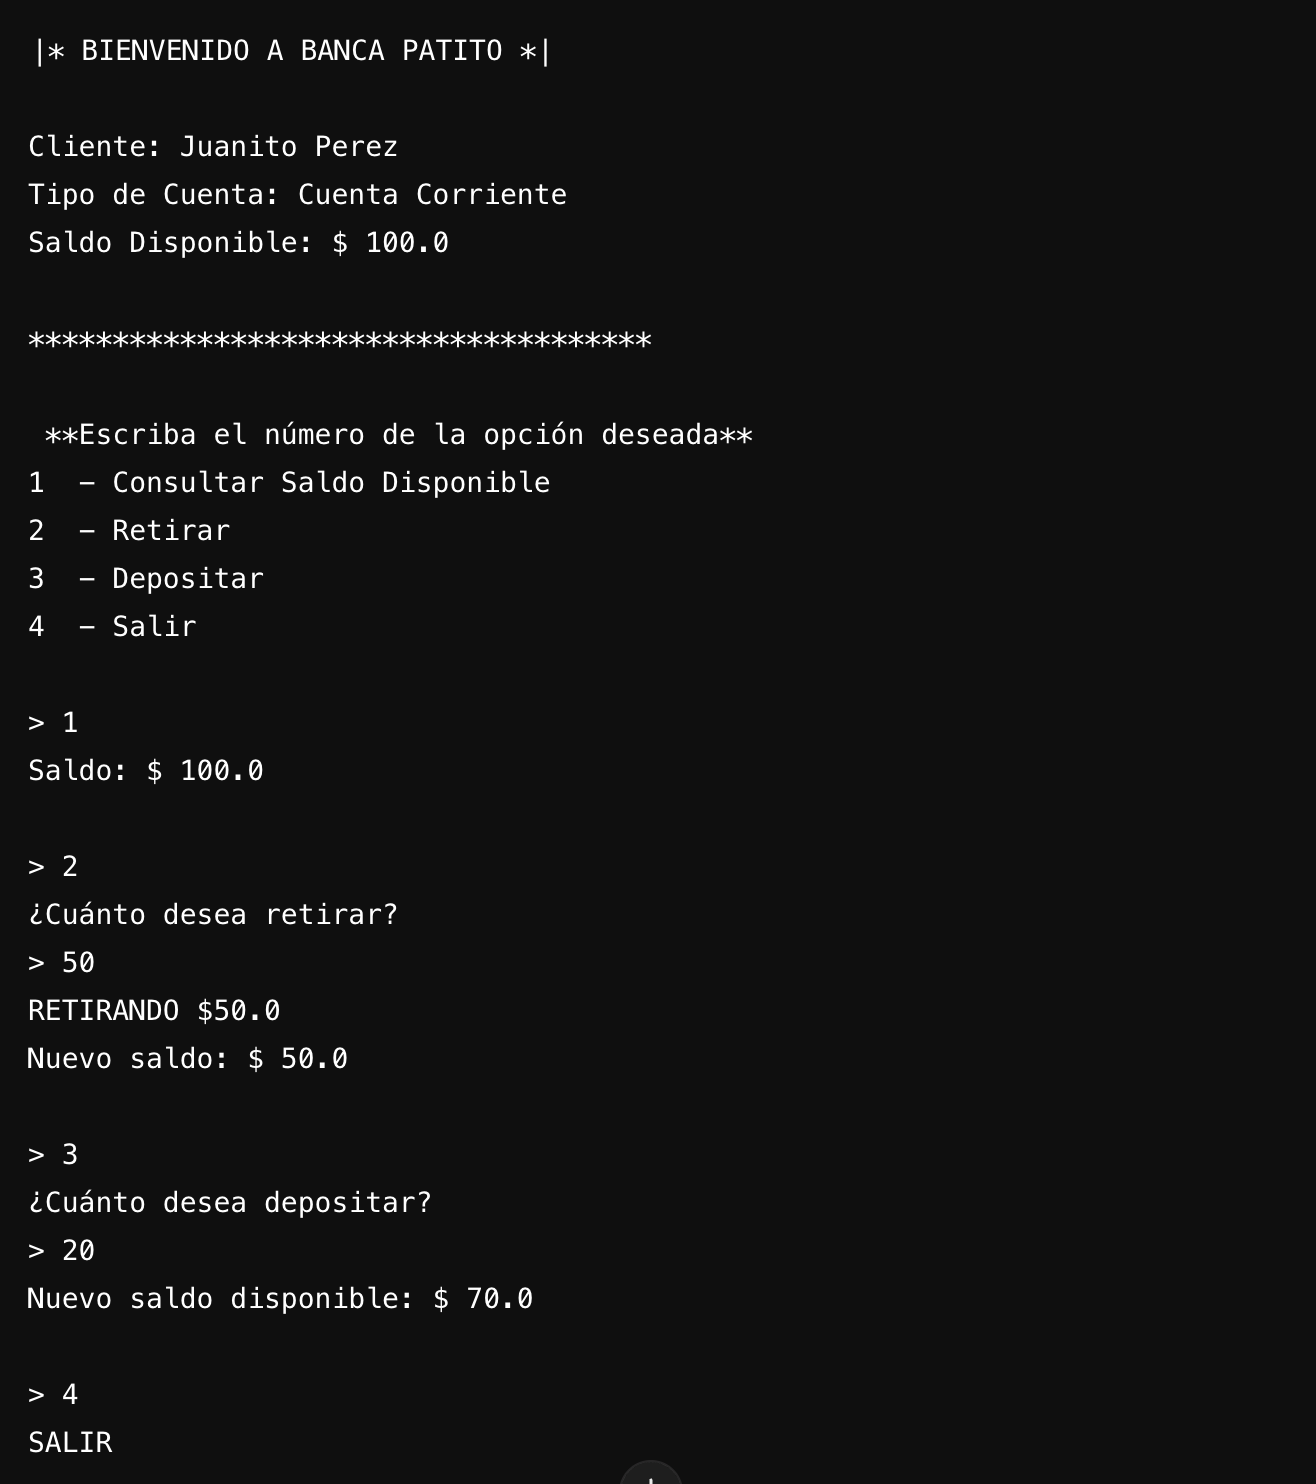 |* BIENVENIDO A BANCA PATITO *|
Cliente: Juanito Perez
Tipo de Cuenta: Cuenta Corriente
Saldo Disponible: $ 100.0
*************************************
**Escriba el número de la opción deseada**
1  – Consultar Saldo Disponible
2  – Retirar
3  – Depositar
4  – Salir
> 1
Saldo: $ 100.0
> 2
¿Cuánto desea retirar?
> 50
RETIRANDO $50.0
Nuevo saldo: $ 50.0
> 3
¿Cuánto desea depositar?
> 20
Nuevo saldo disponible: $ 70.0
> 4
SALIR